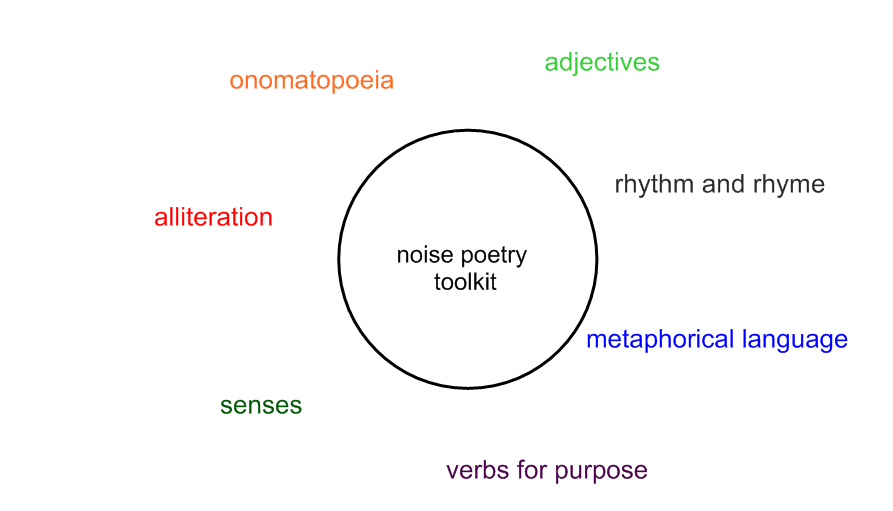 adjectives
onomatopoeia
rhythm and rhyme
alliteration
noise poetry
toolkit
metaphorical language
senses
verbs for purpose